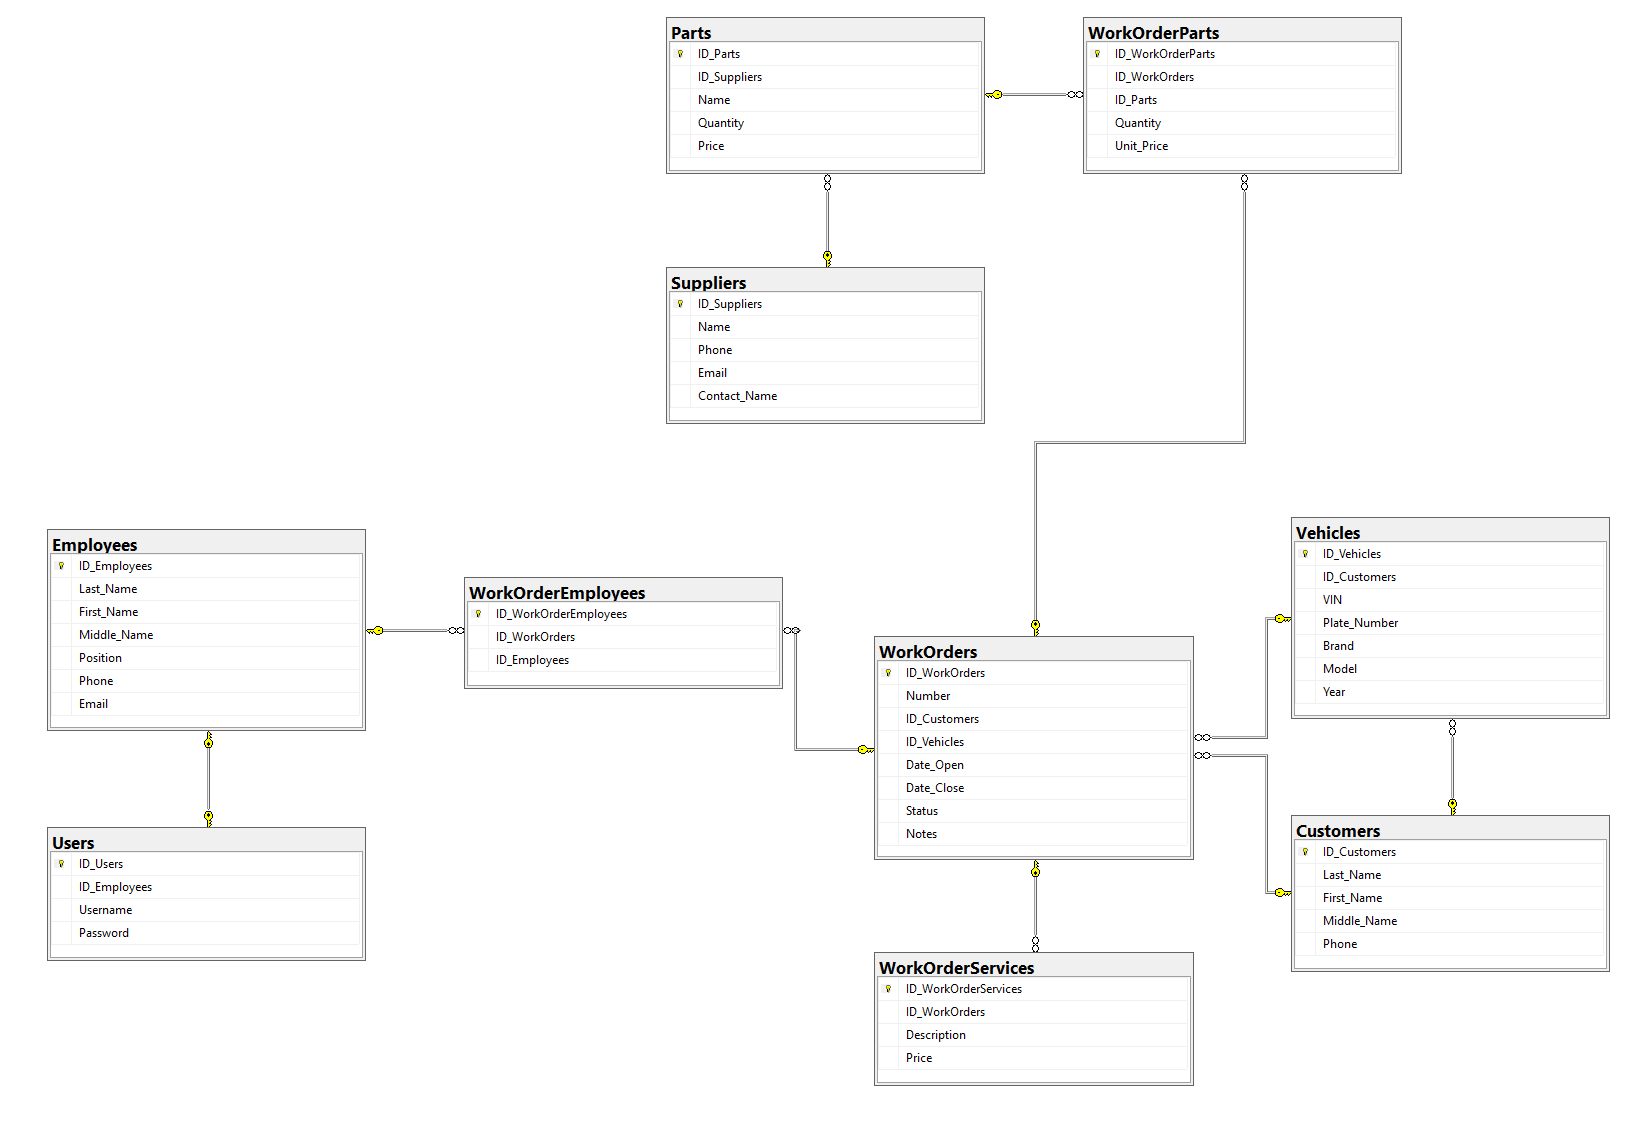 Parts
ID_Parts
ID_Suppliers
Name
Quantity
Price
WorkOrderParts
ID_WorkOrderParts
ID_WorkOrders
ID_Parts
Quantity
Unit_Price
Suppliers
ID_Suppliers
Name
Phone
Email
Contact_Name
Employees
ID_Employees
Last_Name
First_Name
Middle_Name
Position
Phone
Email
WorkOrderEmployees
ID_WorkOrderEmployees
ID_WorkOrders
ID_Employees
WorkOrders
ID_WorkOrders
Number
ID_Customers
ID_Vehicles
Date_Open
Date_Close
Status
Notes
Vehicles
ID_Vehicles
ID_Customers
VIN
Plate_Number
Brand
Model
Year
Users
ID_Users
ID_Employees
Username
Password
Customers
ID_Customers
Last_Name
First_Name
Middle_Name
Phone
WorkOrderServices
ID_WorkOrderServices
ID_WorkOrders
Description
Price